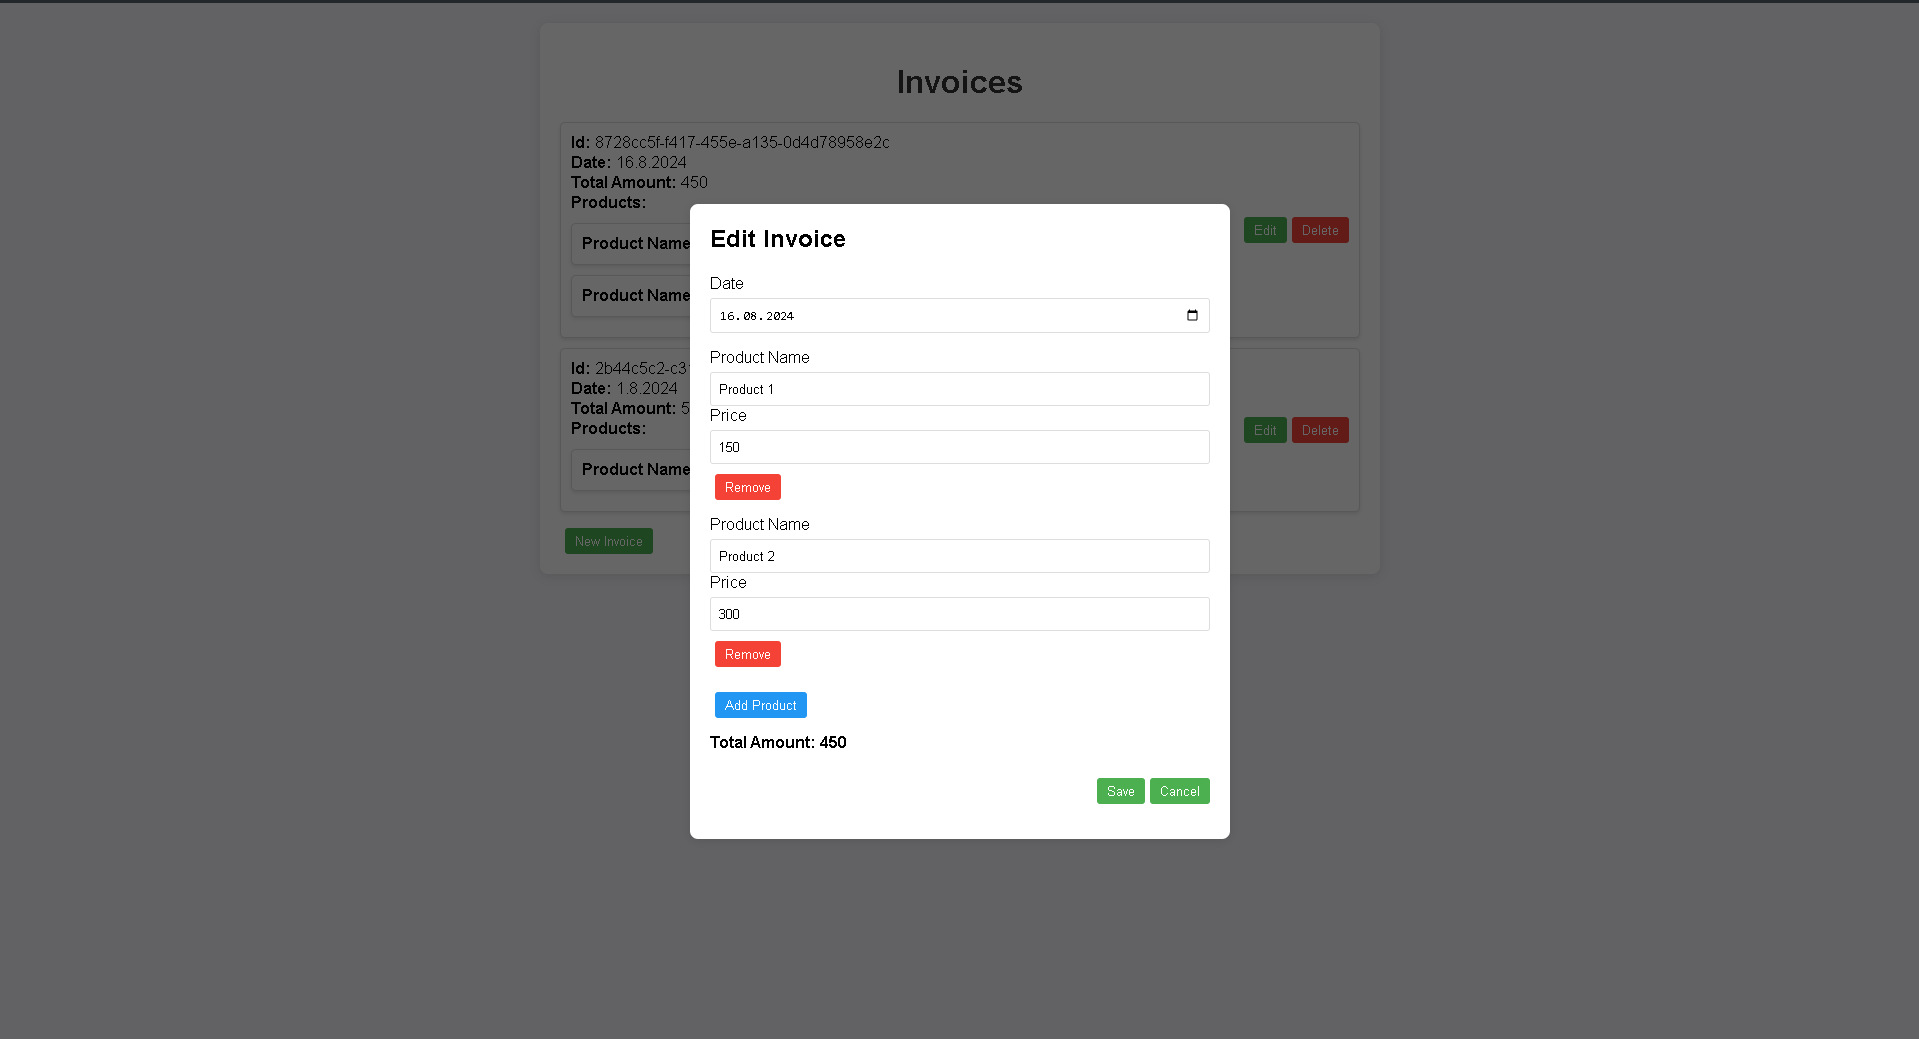 Invoices
Id: 8728cc5f-f417-455e-a135-0d4d78958e2c
Date: 16.8.2024
Total Amount: 450
Products:
Product Name
Product Name
Edit Delete
Id: 2b44c5c2-c31
Date: 1.8.2024
Total Amount: 5
Products:
Product Name
Edit Delete
New Invoice
Edit Invoice
Date
16.08.2024
Product Name
Product 1
Price
150
Remove
Product Name
Product 2
Price
300
Remove
Add Product
Total Amount: 450
Save Cancel